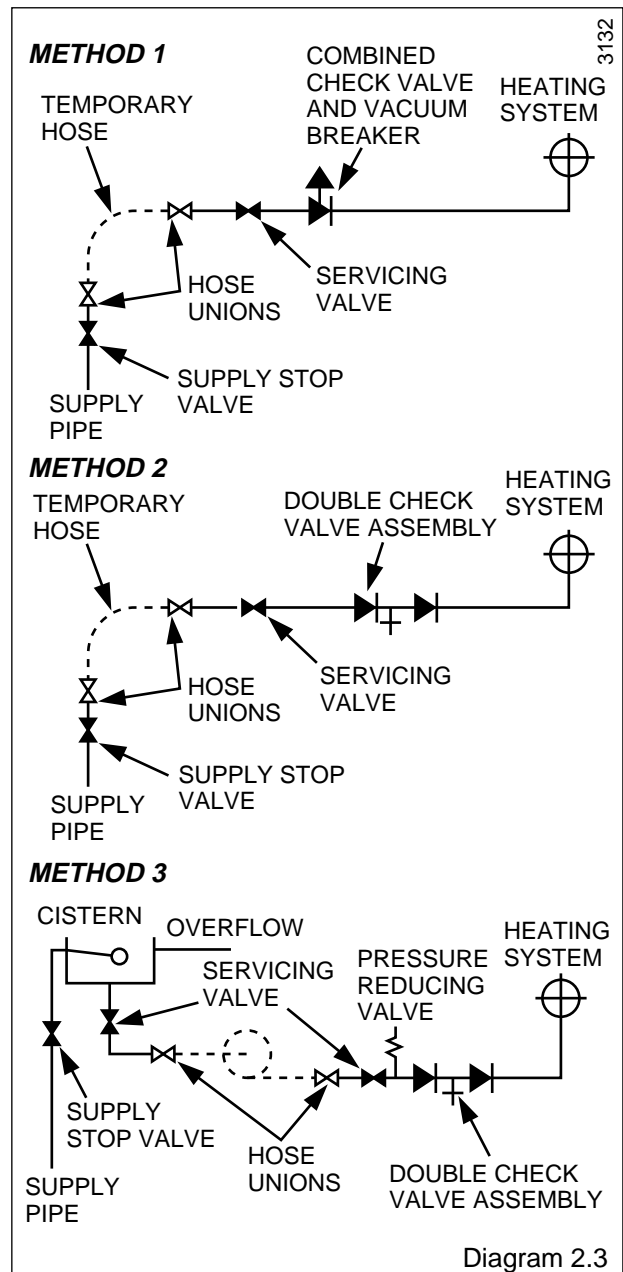 3132
METHOD 1
COMBINED
CHECK VALVE
AND VACUUM
BREAKER
HEATING
SYSTEM
TEMPORARY
HOSE
HOSE
UNIONS
SERVICING
VALVE
SUPPLY STOP
VALVE
SUPPLY
PIPE
METHOD 2
TEMPORARY
HOSE
DOUBLE CHECK
VALVE ASSEMBLY
HEATING
SYSTEM
HOSE
UNIONS
SERVICING
VALVE
SUPPLY STOP
VALVE
SUPPLY
PIPE
METHOD 3
CISTERN
OVERFLOW
SERVICING
VALVE
PRESSURE
REDUCING
VALVE
HEATING
SYSTEM
SUPPLY
STOP VALVE
HOSE
UNIONS
DOUBLE CHECK
VALVE ASSEMBLY
SUPPLY
PIPE
Diagram 2.3